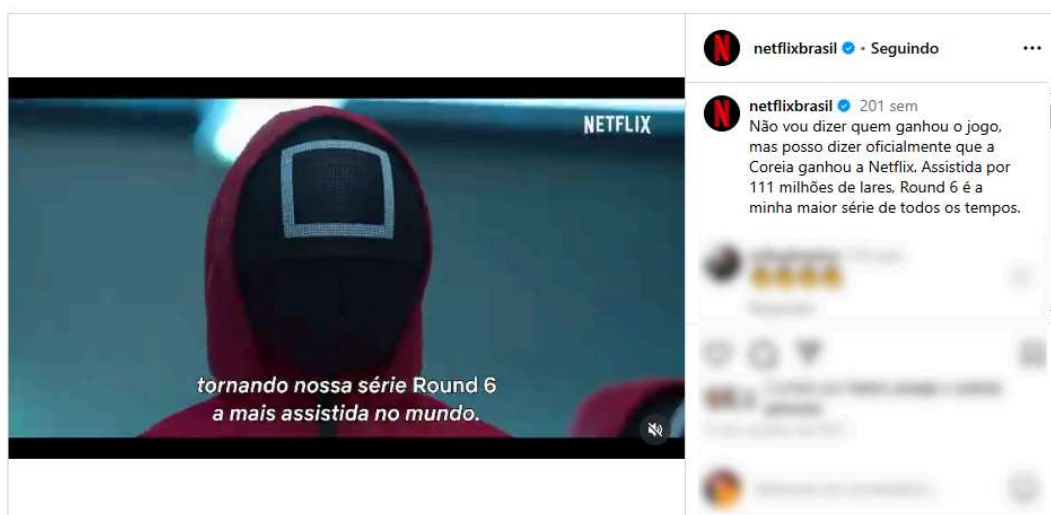 netflixbrasil • Seguindo
NETFLIX
tornando nossa série Round 6
a mais assistida no mundo.
netflixbrasil 201 sem
Não vou dizer quem ganhou o jogo,
mas posso dizer oficialmente que a
Coreia ganhou a Netflix. Assistida por
111 milhões de lares, Round 6 é a
minha maior série de todos os tempos.